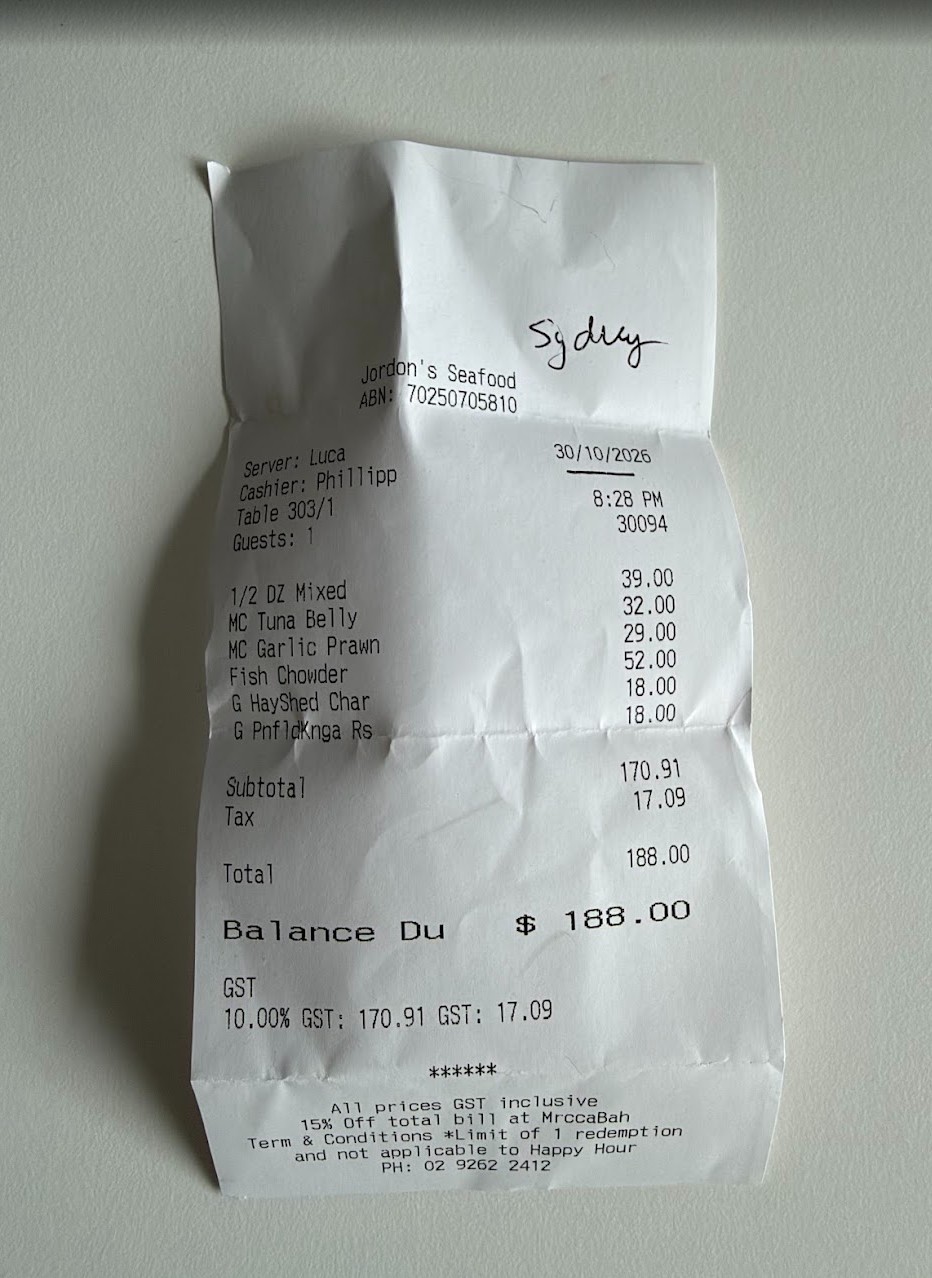 Sydney
Jordon's Seafood
ABN: 70250705810
Server: Luca 30/10/2026
Cashier: Phillipp
Table 303/1 8:28 PM
Guests: 1 30094
1/2 DZ Mixed 39.00
MC Tuna Belly 32.00
MC Garlic Prawn 29.00
Fish Chowder 52.00
G HayShed Char 18.00
G PnfldKnga Rs 18.00
Subtotal 170.91
Tax 17.09
Total 188.00
Balance Du $ 188.00
GST
10.00% GST: 170.91 GST: 17.09
******
All prices GST inclusive
15% Off total bill at MrccaBah
Term & Conditions *Limit of 1 redemption
and not applicable to Happy Hour
PH: 02 9262 2412